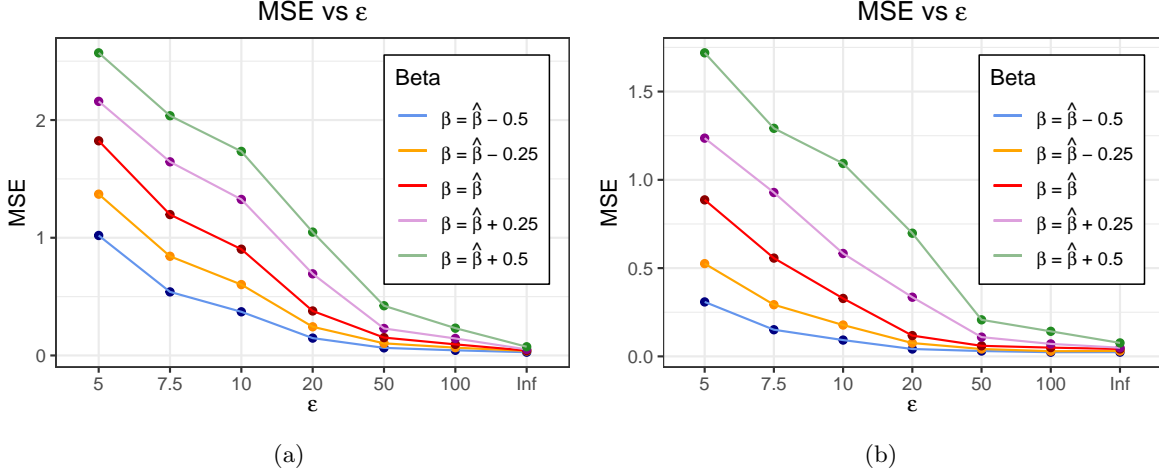 MSE vs ε
MSE
2
1
0
Beta
β = β̂ − 0.5
β = β̂ − 0.25
β = β̂
β = β̂ + 0.25
β = β̂ + 0.5
5 7.5 10 20 50 100 Inf
ε
(a)
MSE vs ε
MSE
1.5
1.0
0.5
0.0
Beta
β = β̂ − 0.5
β = β̂ − 0.25
β = β̂
β = β̂ + 0.25
β = β̂ + 0.5
5 7.5 10 20 50 100 Inf
ε
(b)